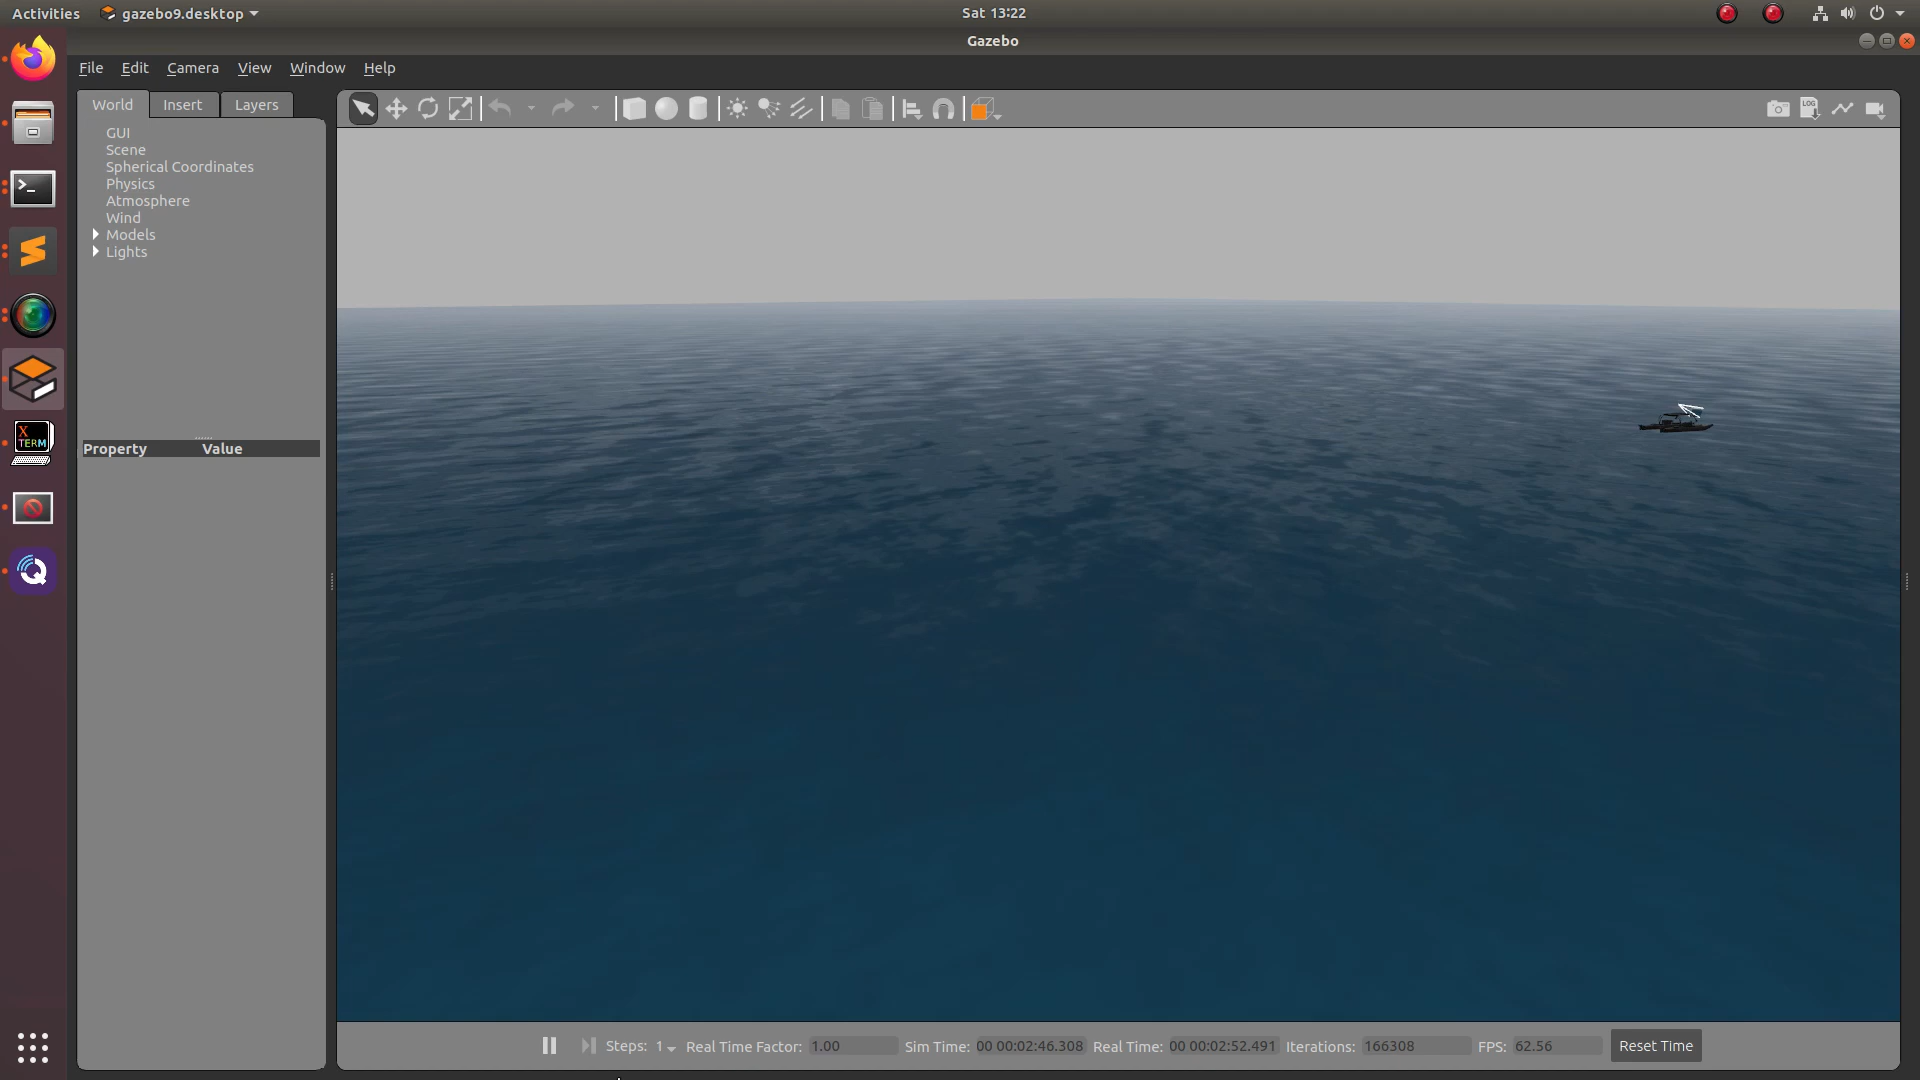 Activities gazebo9.desktop Sat 13:22
Gazebo
File Edit Camera View Window Help
World Insert Layers
GUI
Scene
Spherical Coordinates
Physics
Atmosphere
Wind
Models
Lights
Property Value
LOG
X
TERM
Steps: 1 Real Time Factor: 1.00 Sim Time: 00 00:02:46.308 Real Time: 00 00:02:52.491 Iterations: 166308 FPS: 62.56 Reset Time